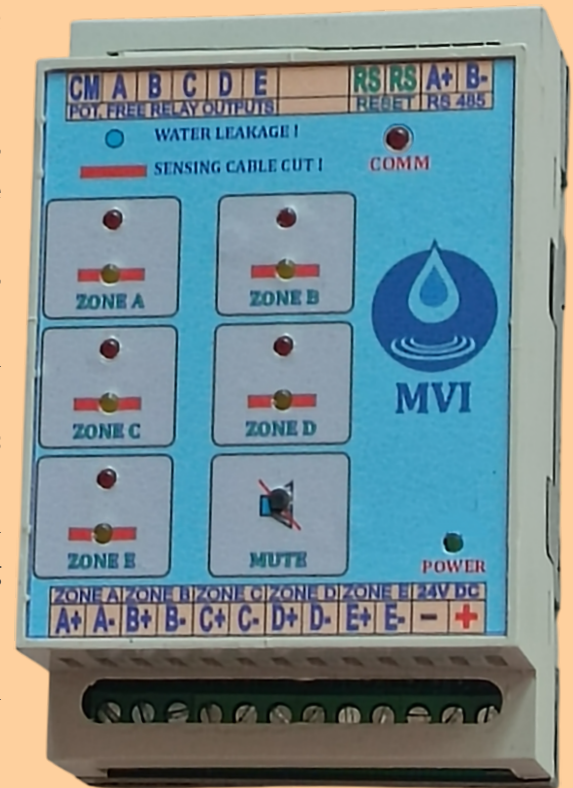 CM A B C D E RS RS A+ B-
POT. FREE RELAY OUTPUTS RESET RS 485
WATER LEAKAGE !
SENSING CABLE CUT !
COMM
ZONE A ZONE B
MVI
ZONE C ZONE D
ZONE E MUTE
POWER
ZONE A ZONE B ZONE C ZONE D ZONE E 24V DC
A+ A- B+ B- C+ C- D+ D- E+ E- - +